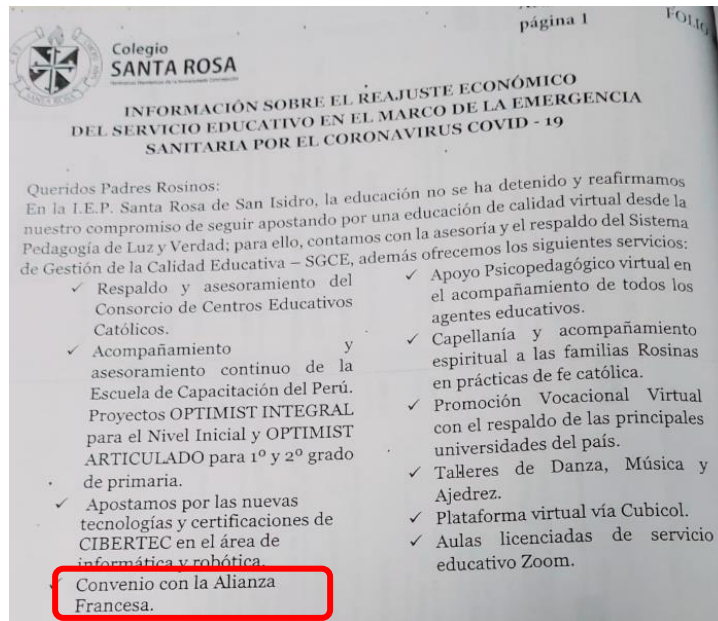 página 1
FOLIO
Colegio
SANTA ROSA
INFORMACIÓN SOBRE EL REAJUSTE ECONÓMICO
DEL SERVICIO EDUCATIVO EN EL MARCO DE LA EMERGENCIA
SANITARIA POR EL CORONAVIRUS COVID - 19
Queridos Padres Rosinos:
En la I.E.P. Santa Rosa de San Isidro, la educación no se ha detenido y reafirmamos
nuestro compromiso de seguir apostando por una educación de calidad virtual desde la
Pedagogía de Luz y Verdad; para ello, contamos con la asesoría y el respaldo del Sistema
de Gestión de la Calidad Educativa – SGCE, además ofrecemos los siguientes servicios:
✓ Respaldo y asesoramiento del
Consorcio de Centros Educativos
Católicos.
✓ Acompañamiento y
asesoramiento continuo de la
Escuela de Capacitación del Perú.
Proyectos OPTIMIST INTEGRAL
para el Nivel Inicial y OPTIMIST
ARTICULADO para 1º y 2º grado
de primaria.
✓ Apostamos por las nuevas
tecnologías y certificaciones de
CIBERTEC en el área de
informática y robótica.
✓ Convenio con la Alianza
Francesa.
✓ Apoyo Psicopedagógico virtual en
el acompañamiento de todos los
agentes educativos.
✓ Capellanía y acompañamiento
espiritual a las familias Rosinas
en prácticas de fe católica.
✓ Promoción Vocacional Virtual
con el respaldo de las principales
universidades del país.
✓ Talleres de Danza, Música y
Ajedrez.
✓ Plataforma virtual vía Cubicol.
✓ Aulas licenciadas de servicio
educativo Zoom.